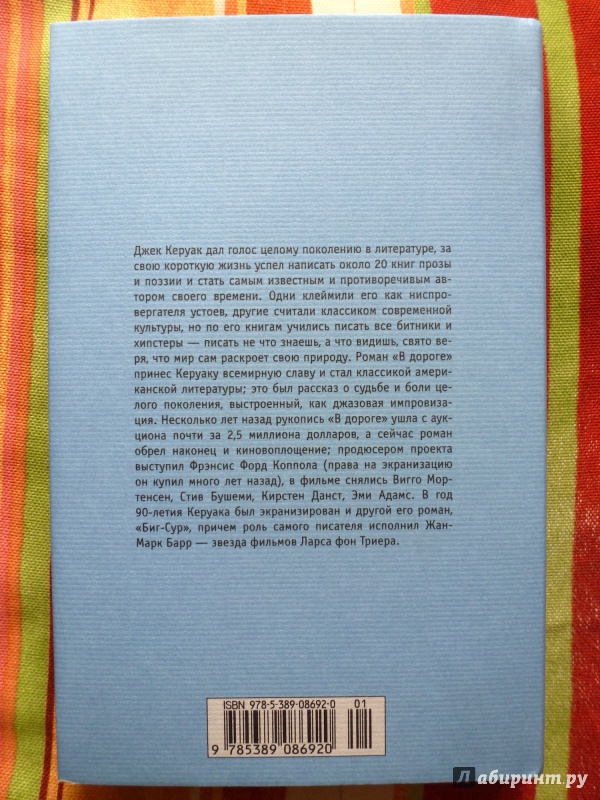 Джек Керуак дал голос целому поколению в литературе, за
свою короткую жизнь успел написать около 20 книг прозы
и поэзии и стать самым известным и противоречивым ав-
тором своего времени. Одни клеймили его как ниспро-
вергателя устоев, другие считали классиком современной
культуры, но по его книгам учились писать все битники и
хипстеры — писать не что знаешь, а что видишь, свято ве-
ря, что мир сам раскроет свою природу. Роман «В дороге»
принес Керуаку всемирную славу и стал классикой амери-
канской литературы; это был рассказ о судьбе и боли це-
лого поколения, выстроенный, как джазовая импровиза-
ция. Несколько лет назад рукопись «В дороге» ушла с аук-
циона почти за 2,5 миллиона долларов, а сейчас роман
обрел наконец и киновоплощение; продюсером проекта
выступил Фрэнсис Форд Коппола (права на экранизацию
он купил много лет назад), в фильме снялись Вигго Мор-
тенсен, Стив Бушеми, Кирстен Данст, Эми Адамс. В год
90-летия Керуака был экранизирован и другой его роман,
«Биг-Сур», причем роль самого писателя исполнил Жан-
Марк Барр — звезда фильмов Ларса фон Триера.
ISBN 978-5-389-08692-0 01
9 785389 086920
Лабиринт.ру